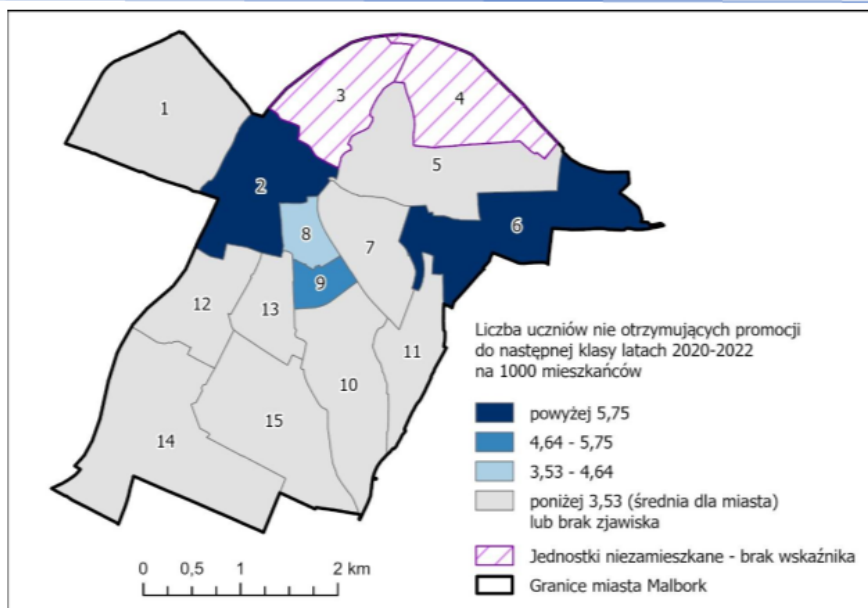 1
3
4
5
2
6
8
7
9
12
13
11
10
14
15
Liczba uczniów nie otrzymujących promocji
do następnej klasy latach 2020-2022
na 1000 mieszkańców
powyżej 5,75
4,64 - 5,75
3,53 - 4,64
poniżej 3,53 (średnia dla miasta)
lub brak zjawiska
Jednostki niezamieszkane - brak wskaźnika
Granice miasta Malbork
0 0,5 1 2 km